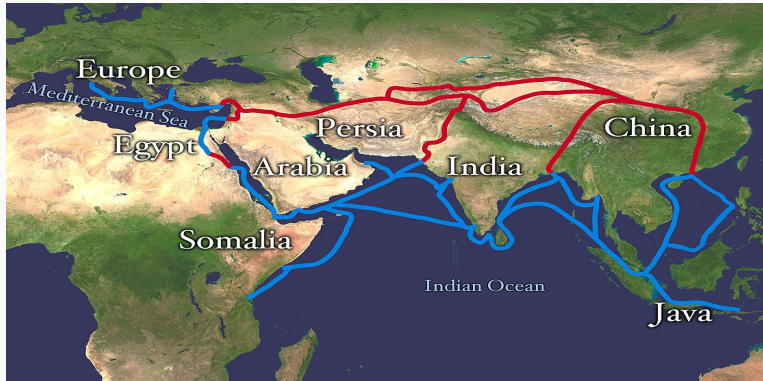 Europe
Mediterranean Sea
Egypt
Persia
Arabia
India
China
Somalia
Indian Ocean
Java